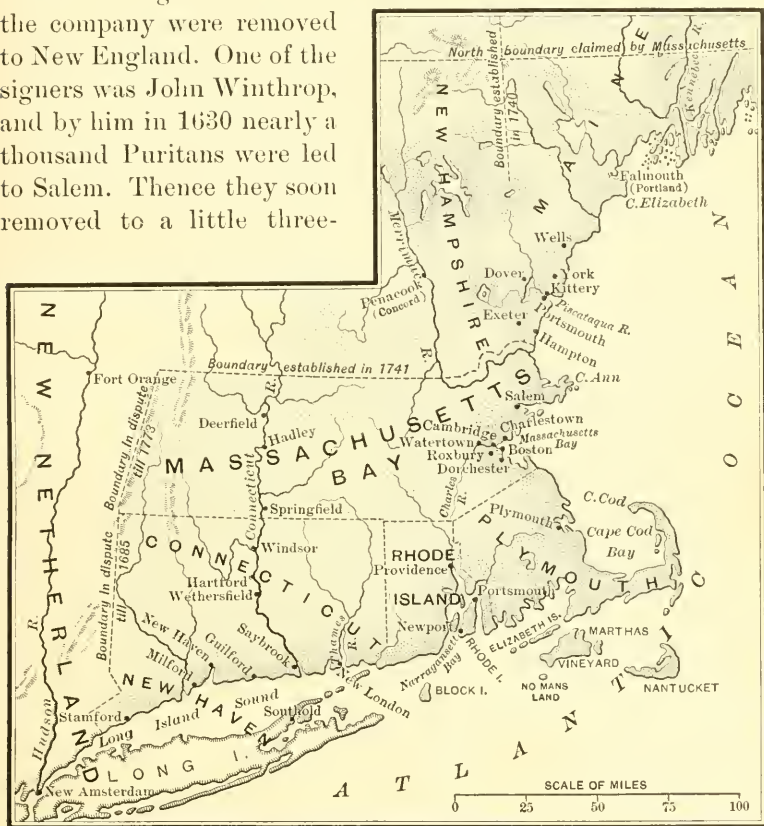 the company were removed
to New England. One of the
signers was John Winthrop,
and by him in 1630 nearly a
thousand Puritans were led
to Salem. Thence they soon
removed to a little three-
North boundary claimed by Massachusetts
Boundary established
in 1740
Kennebeck R.
NEW HAMPSHIRE
MAINE
Falmouth
(Portland)
C. Elizabeth
Merrimac R.
Wells
Dover
York
Kittery
Penacook
(Concord)
Piscataqua R.
Exeter
Portsmouth
Hampton
NEW NETHERLAND
Fort Orange
Boundary established in 1741
C. Ann
Salem
Boundary In dispute
till 1773
Deerfield
Hadley
MASSACHUSETTS
BAY
Cambridge
Charlestown
Watertown
Massachusetts
Bay
Roxbury
Boston
Dorchester
Connecticut R.
Charles R.
Springfield
C. Cod
Plymouth
Cape Cod
Bay
PLYMOUTH
Boundary In dispute
till 1685
CONNECTICUT
Windsor
Hartford
Wethersfield
RHODE
ISLAND
Providence
Portsmouth
Newport
Narragansett
Bay
RHODE I.
ELIZABETH IS.
MARTHAS
VINEYARD
NO MANS
LAND
NANTUCKET
BLOCK I.
New Haven
Guilford
Saybrook
Thames
R.
New London
Milford
NEW HAVEN
Stamford
Long Island Sound
Southold
LONG I.
Hudson R.
New Amsterdam
ATLANTIC OCEAN
SCALE OF MILES
0 25 50 75 100